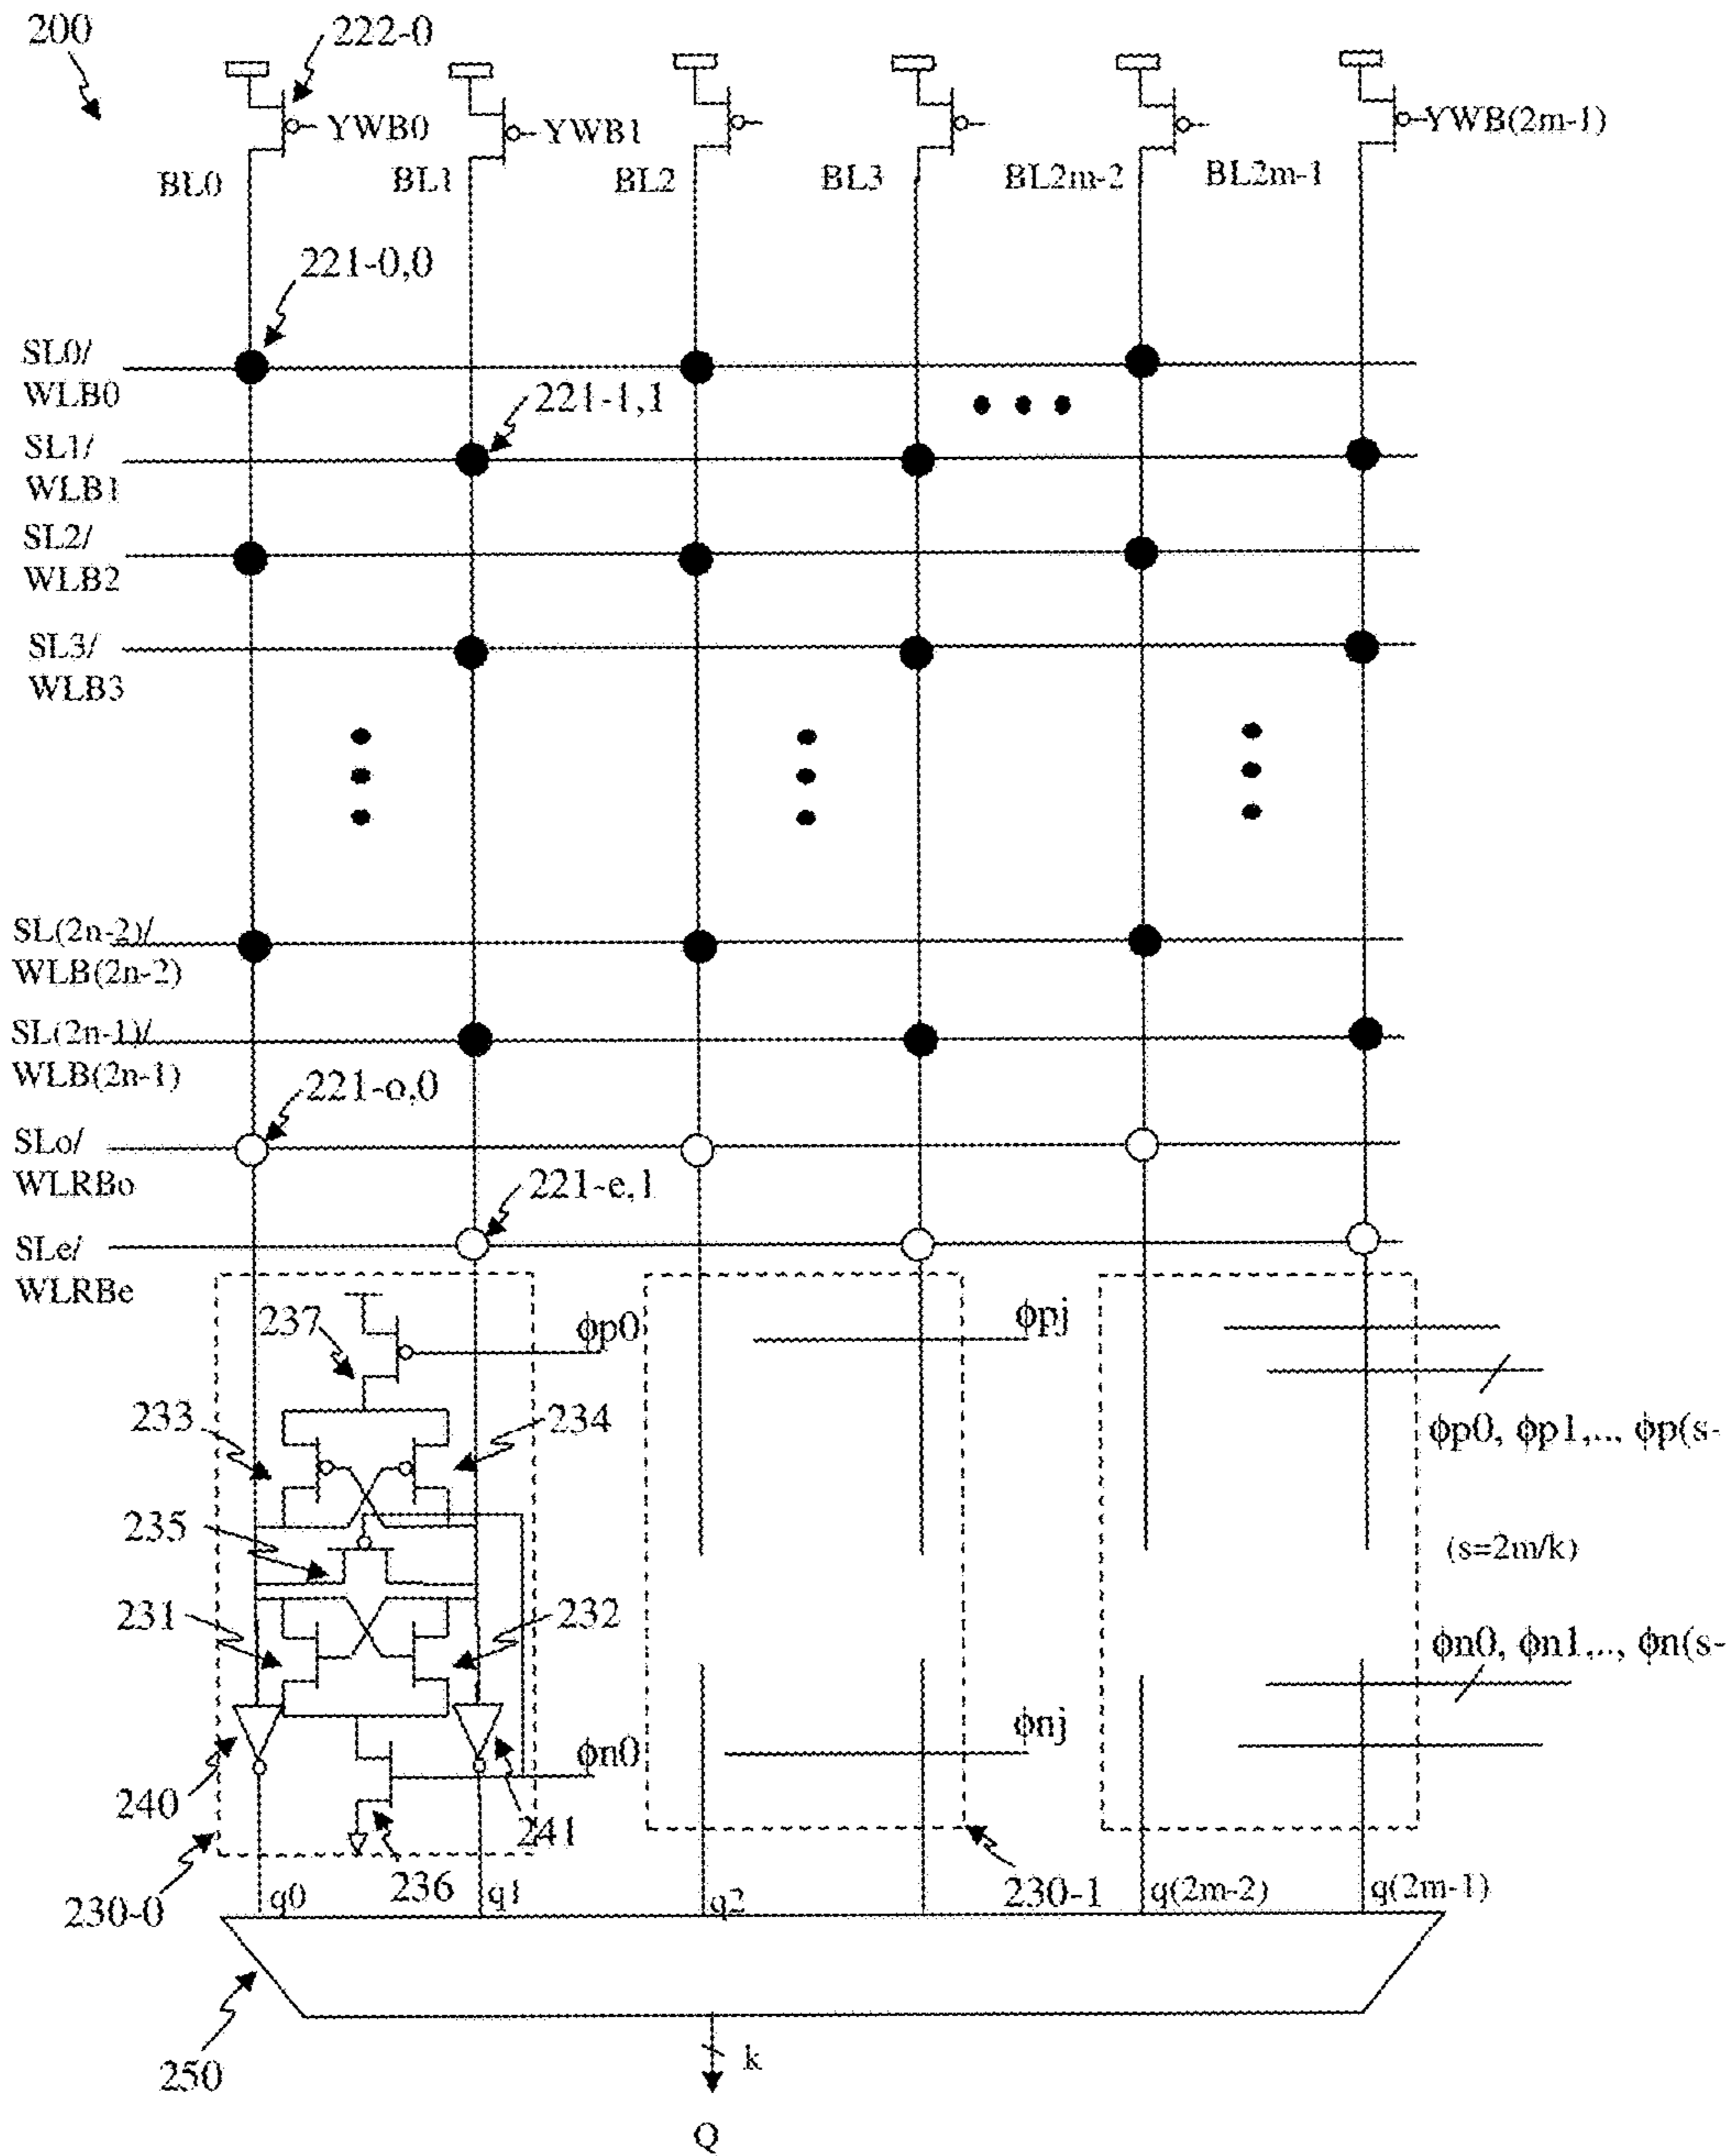 200
222-0
YWB0
YWB1
YWB(2m-1)
BL0
BL1
BL2
BL3
BL2m-2
BL2m-1
221-0,0
SL0/
WLB0
221-1,1
SL1/
WLB1
SL2/
WLB2
SL3/
WLB3
SL(2n-2)/
WLB(2n-2)
SL(2n-1)/
WLB(2n-1)
221-o,0
SLo/
WLRBo
221-e,1
SLe/
WLRBe
237
ϕp0
ϕpj
233
234
ϕp0, ϕp1,.., ϕp(s-
235
(s=2m/k)
231
232
ϕn0, ϕn1,.., ϕn(s-
ϕn0
ϕnj
240
241
236
230-0
q0
q1
q2
230-1
q(2m-2)
q(2m-1)
250
k
Q